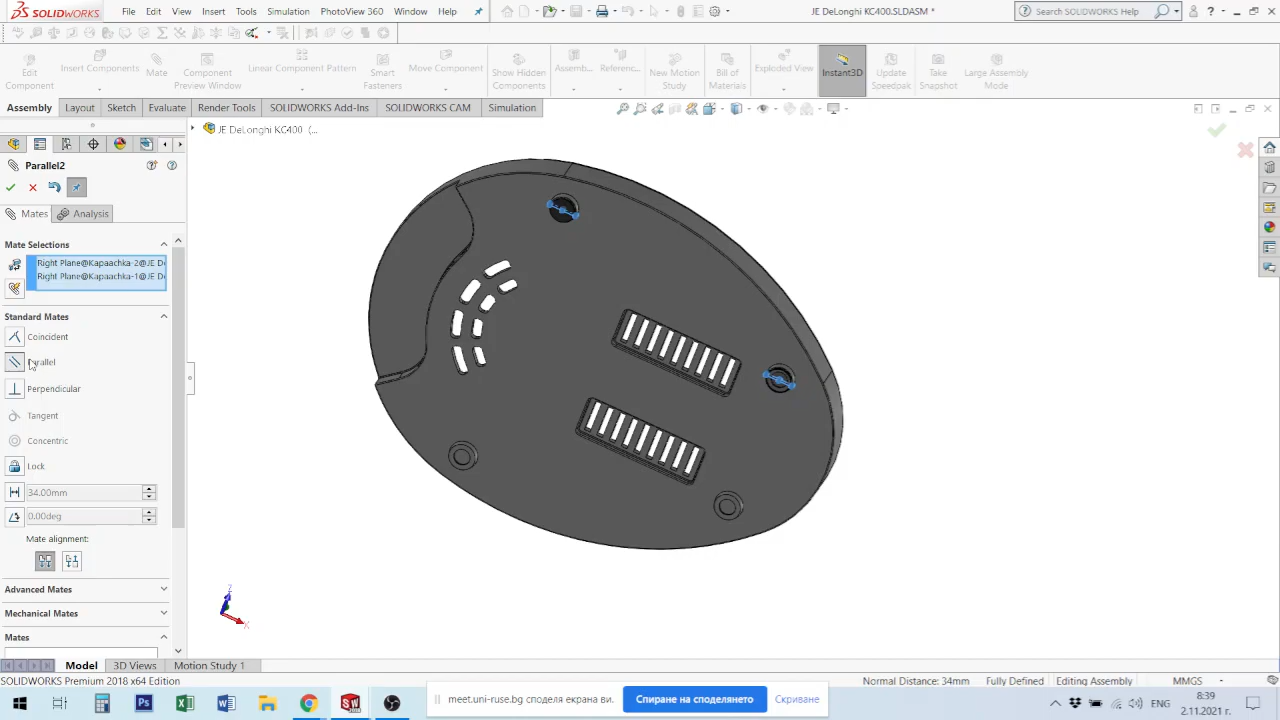 SOLIDWORKS File Edit View Insert Tools Simulation PhotoView 360 Window Help JE DeLonghi KC400.SLDASM * Search SOLIDWORKS Help
Edit Component Insert Components Mate Component Preview Window Linear Component Pattern Smart Fasteners Move Component Show Hidden Components Assemb... Referenc... New Motion Study Bill of Materials Exploded View Instant3D Update Speedpak Take Snapshot Large Assembly Mode
Assembly Layout Sketch Evaluate Render Tools SOLIDWORKS Add-Ins SOLIDWORKS CAM Simulation
JE DeLonghi KC400 (...
Parallel2
Mates Analysis
Mate Selections
Right Plane@Kapaachka-2@JE D
Right Plane@Kapaachka-1@JE D
Standard Mates
Coincident
Perpendicular
Tangent
Concentric
Lock
34.00mm
0.00deg
Mate alignment:
Advanced Mates
Mechanical Mates
Mates
Z
X
Model 3D Views Motion Study 1
SOLIDWORKS Premium 2018 x64 Edition Normal Distance: 34mm Fully Defined Editing Assembly MMGS
meet.uni-ruse.bg споделя екрана ви. Спиране на споделянето Скриване
ENG
8:39
2.11.2021 г.